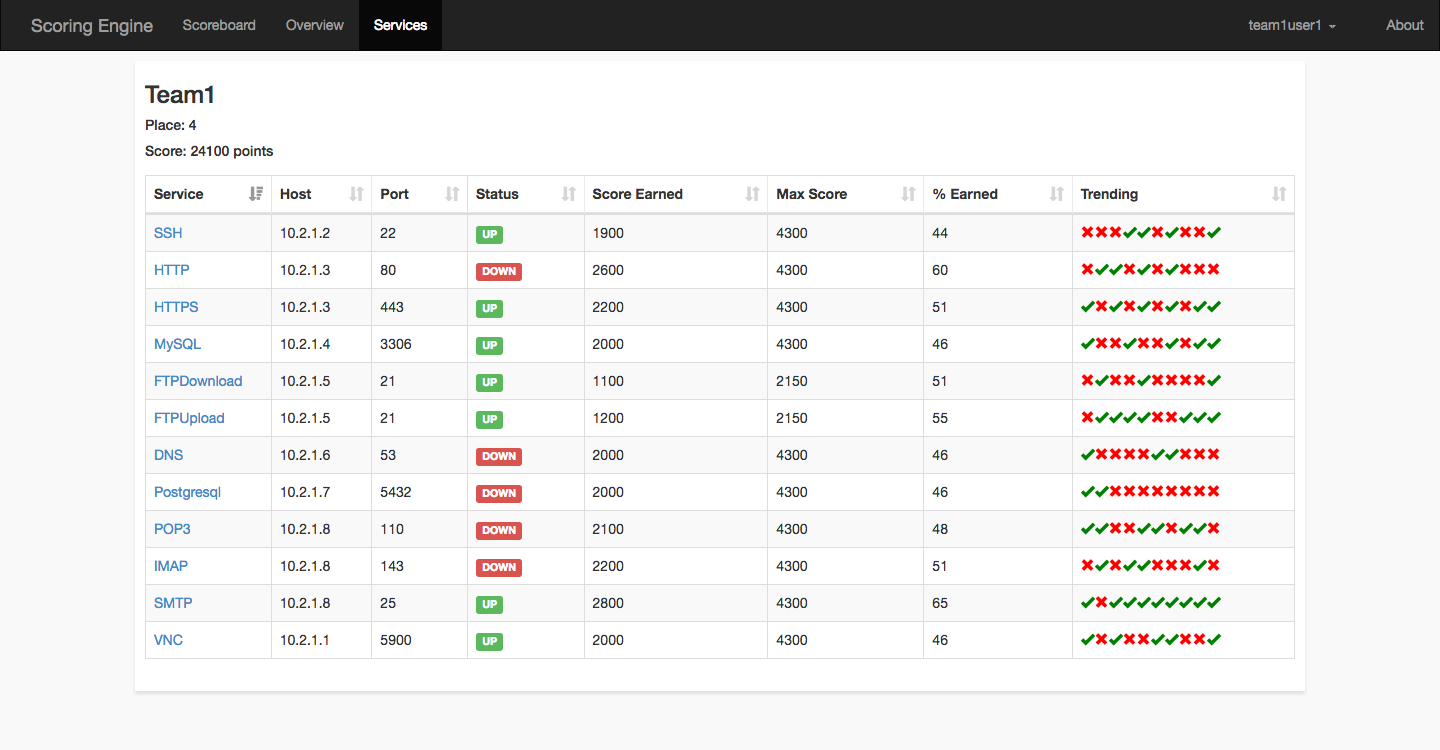 Scoring Engine Scoreboard Overview Services team1user1 About
Team1
Place: 4
Score: 24100 points
Service Host Port Status Score Earned Max Score % Earned Trending
SSH 10.2.1.2 22 UP 1900 4300 44
HTTP 10.2.1.3 80 DOWN 2600 4300 60
HTTPS 10.2.1.3 443 UP 2200 4300 51
MySQL 10.2.1.4 3306 UP 2000 4300 46
FTPDownload 10.2.1.5 21 UP 1100 2150 51
FTPUpload 10.2.1.5 21 UP 1200 2150 55
DNS 10.2.1.6 53 DOWN 2000 4300 46
Postgresql 10.2.1.7 5432 DOWN 2000 4300 46
POP3 10.2.1.8 110 DOWN 2100 4300 48
IMAP 10.2.1.8 143 DOWN 2200 4300 51
SMTP 10.2.1.8 25 UP 2800 4300 65
VNC 10.2.1.1 5900 UP 2000 4300 46